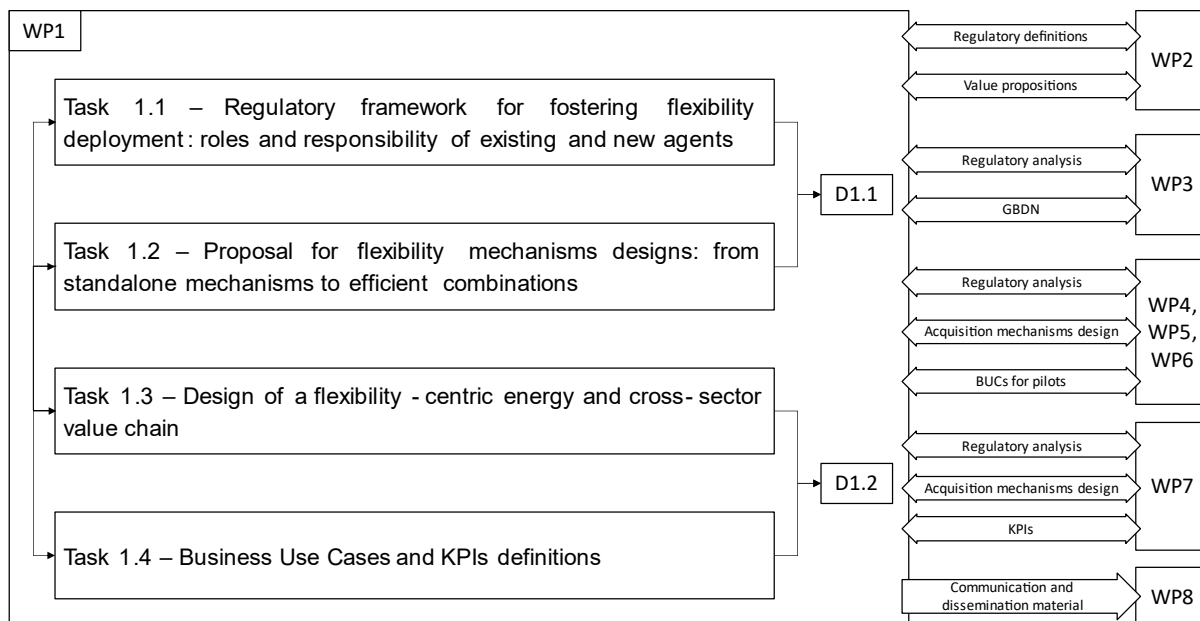 WP1
Task 1.1 – Regulatory framework for fostering flexibility
deployment: roles and responsibility of existing and new agents
Task 1.2 – Proposal for flexibility mechanisms designs: from
standalone mechanisms to efficient combinations
Task 1.3 – Design of a flexibility - centric energy and cross- sector
value chain
Task 1.4 – Business Use Cases and KPIs definitions
D1.1
D1.2
Regulatory definitions
Value propositions
WP2
Regulatory analysis
GBDN
WP3
Regulatory analysis
Acquisition mechanisms design
BUCs for pilots
WP4,
WP5,
WP6
Regulatory analysis
Acquisition mechanisms design
KPIs
WP7
Communication and
dissemination material
WP8